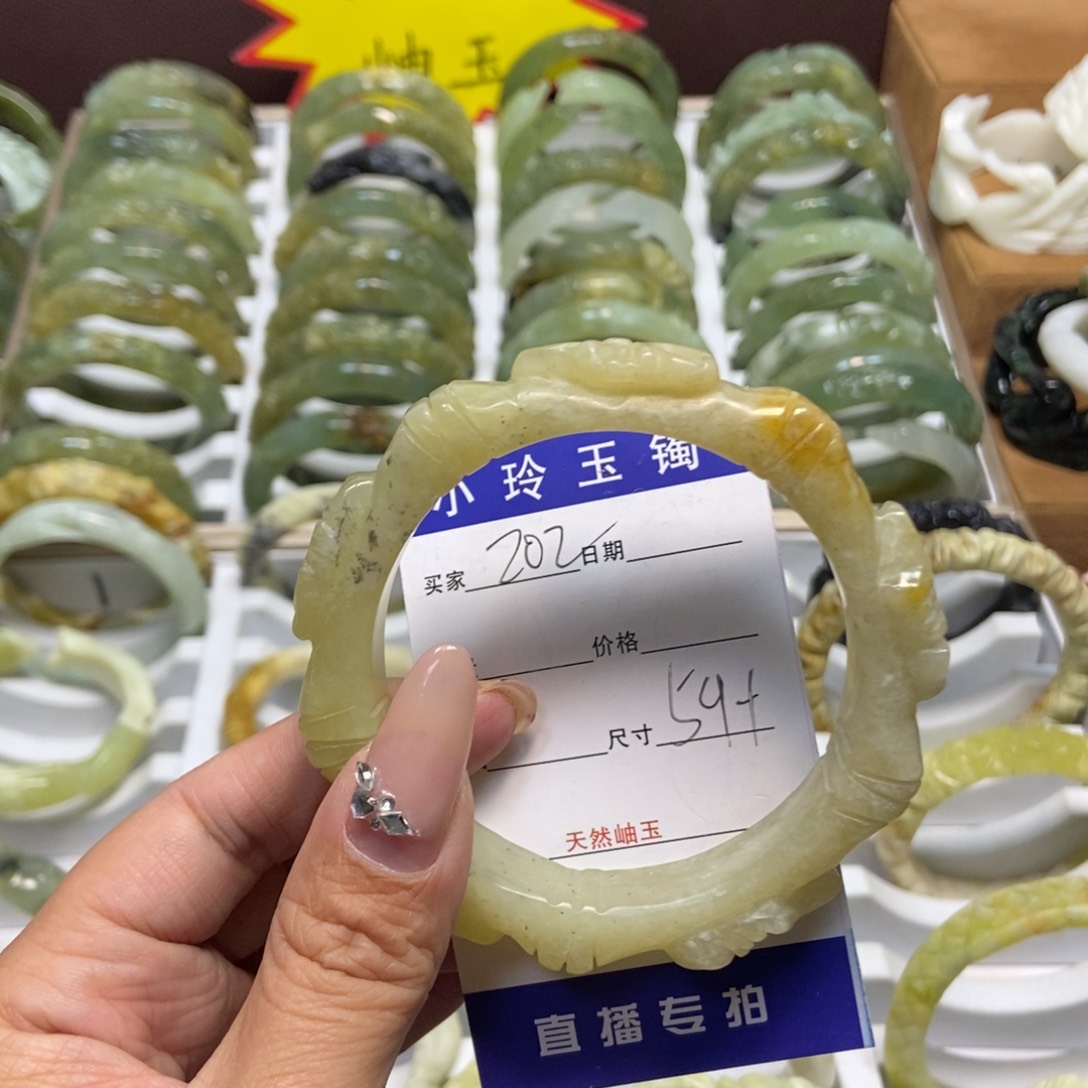 岫玉
小玲玉镯
买家 202 日期
价格
尺寸 59+
天然岫玉
直播专拍